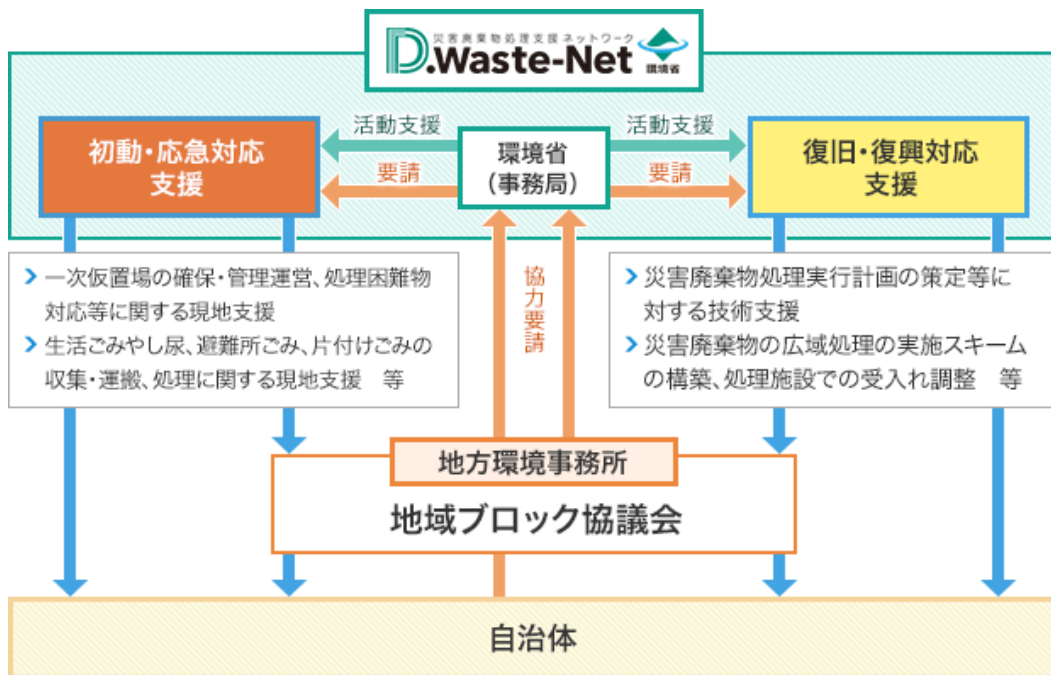 災害廃棄物処理支援ネットワーク
D.Waste-Net
環境省
初動・応急対応
支援
活動支援
要請
環境省
(事務局)
活動支援
要請
復旧・復興対応
支援
一次仮置場の確保・管理運営、処理困難物
対応等に関する現地支援
生活ごみやし尿、避難所ごみ、片付けごみの
収集・運搬、処理に関する現地支援 等
協力要請
災害廃棄物処理実行計画の策定等に
対する技術支援
災害廃棄物の広域処理の実施スキーム
の構築、処理施設での受入れ調整 等
地方環境事務所
地域ブロック協議会
自治体